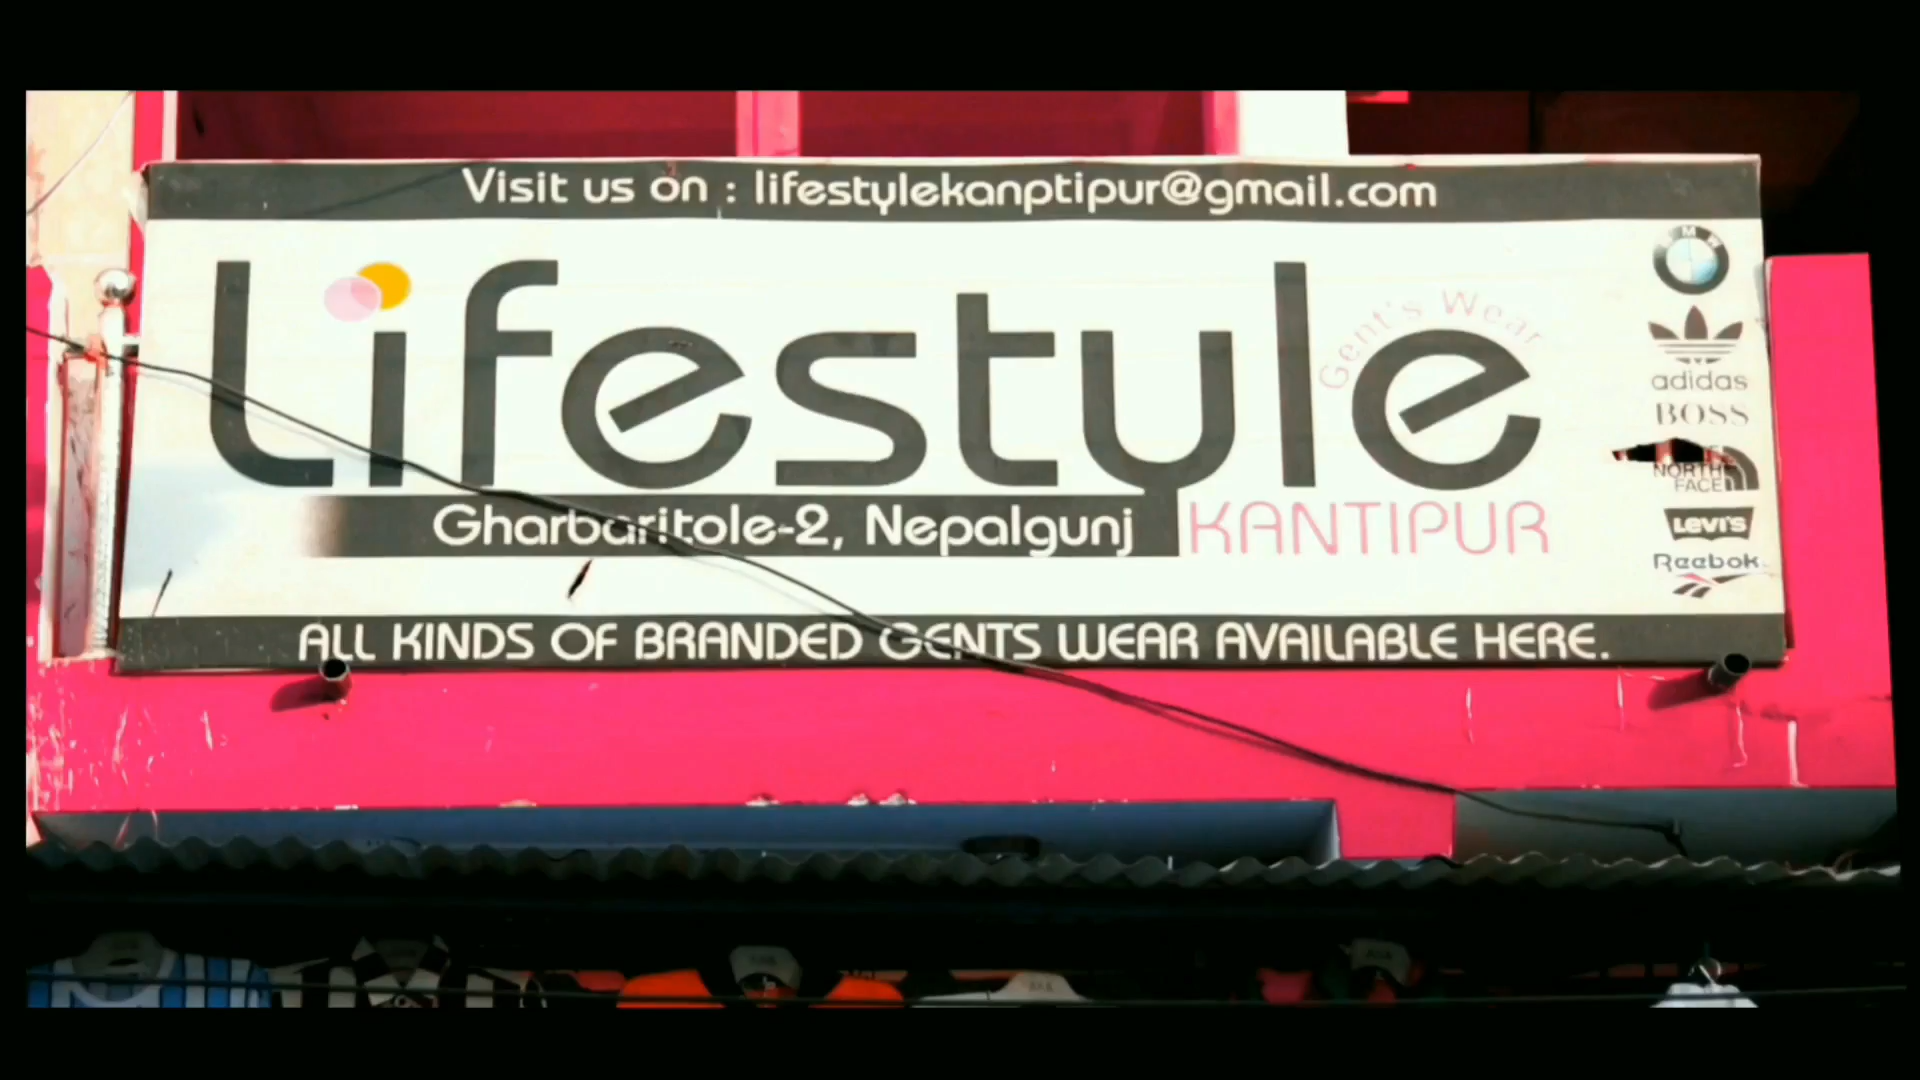 Visit us on : lifestylekanptipur@gmail.com
Lifestyle
Gent's Wear
Gharbaritole-2, Nepalgunj
KANTIPUR
ALL KINDS OF BRANDED GENTS WEAR AVAILABLE HERE.
BMW
adidas
BOSS
NORTH
FACE
LEVI'S
Reebok